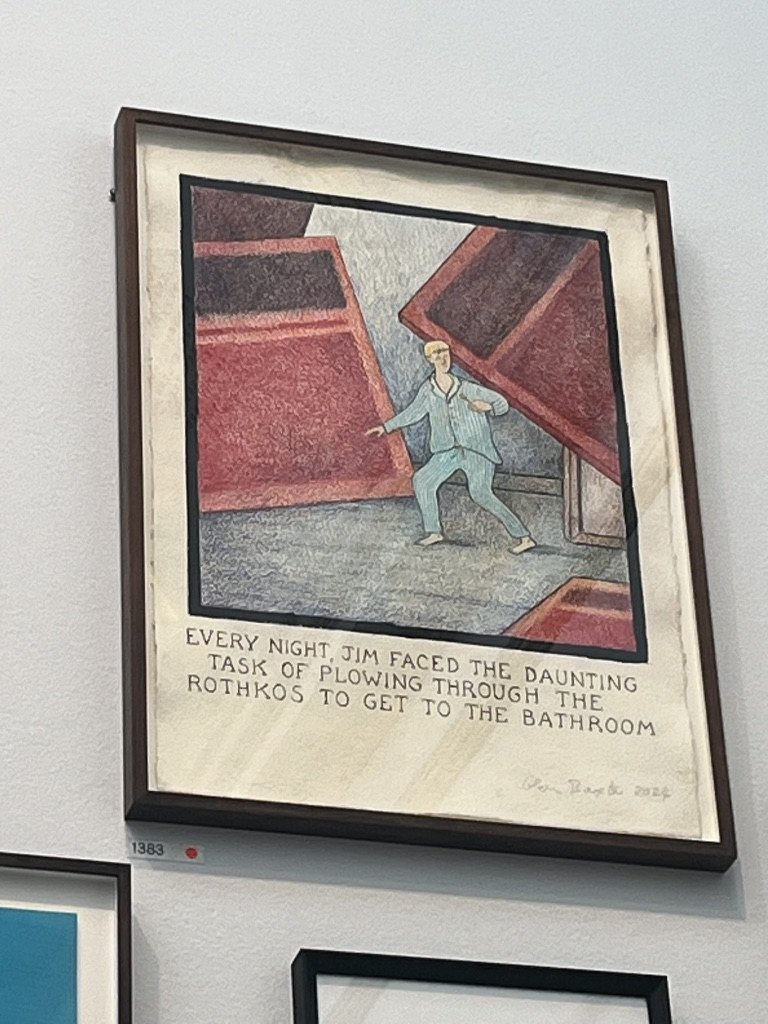 EVERY NIGHT, JIM FACED THE DAUNTING
TASK OF PLOWING THROUGH THE
ROTHKOS TO GET TO THE BATHROOM
2024
1383